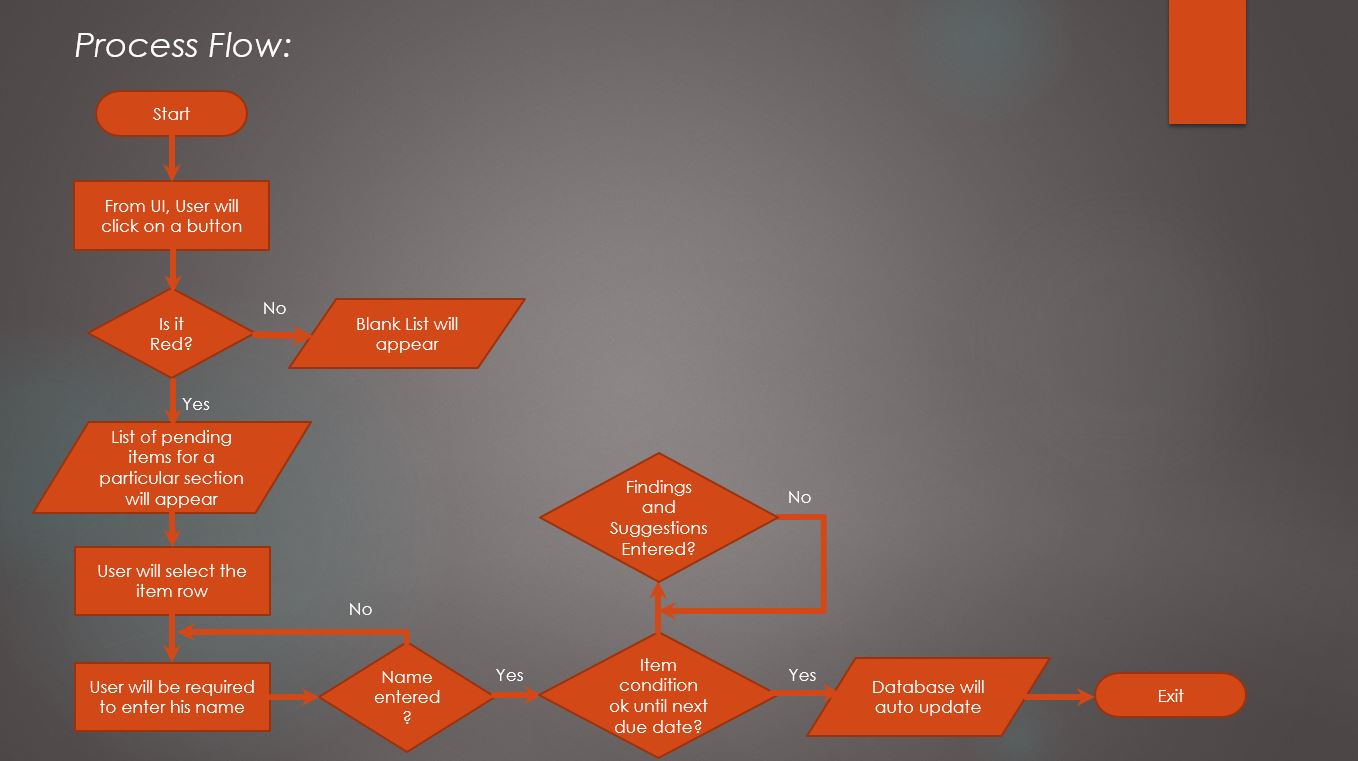 Process Flow:
Start
From UI, User will
click on a button
Is it
Red?
No
Blank List will
appear
Yes
List of pending
items for a
particular section
will appear
User will select the
item row
No
User will be required
to enter his name
Name
entered
?
Yes
Item
condition
ok until next
due date?
Findings
and
Suggestions
Entered?
No
Yes
Database will
auto update
Exit